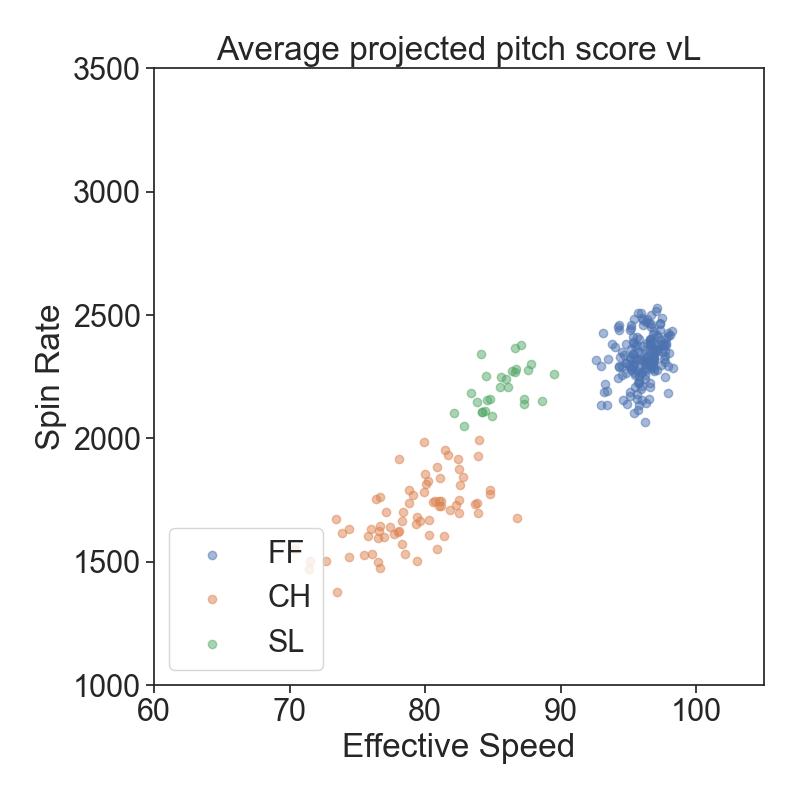 Average projected pitch score vL
3500
3000
2500
2000
1500
1000
Spin Rate
FF
CH
SL
60 70 80 90 100
Effective Speed